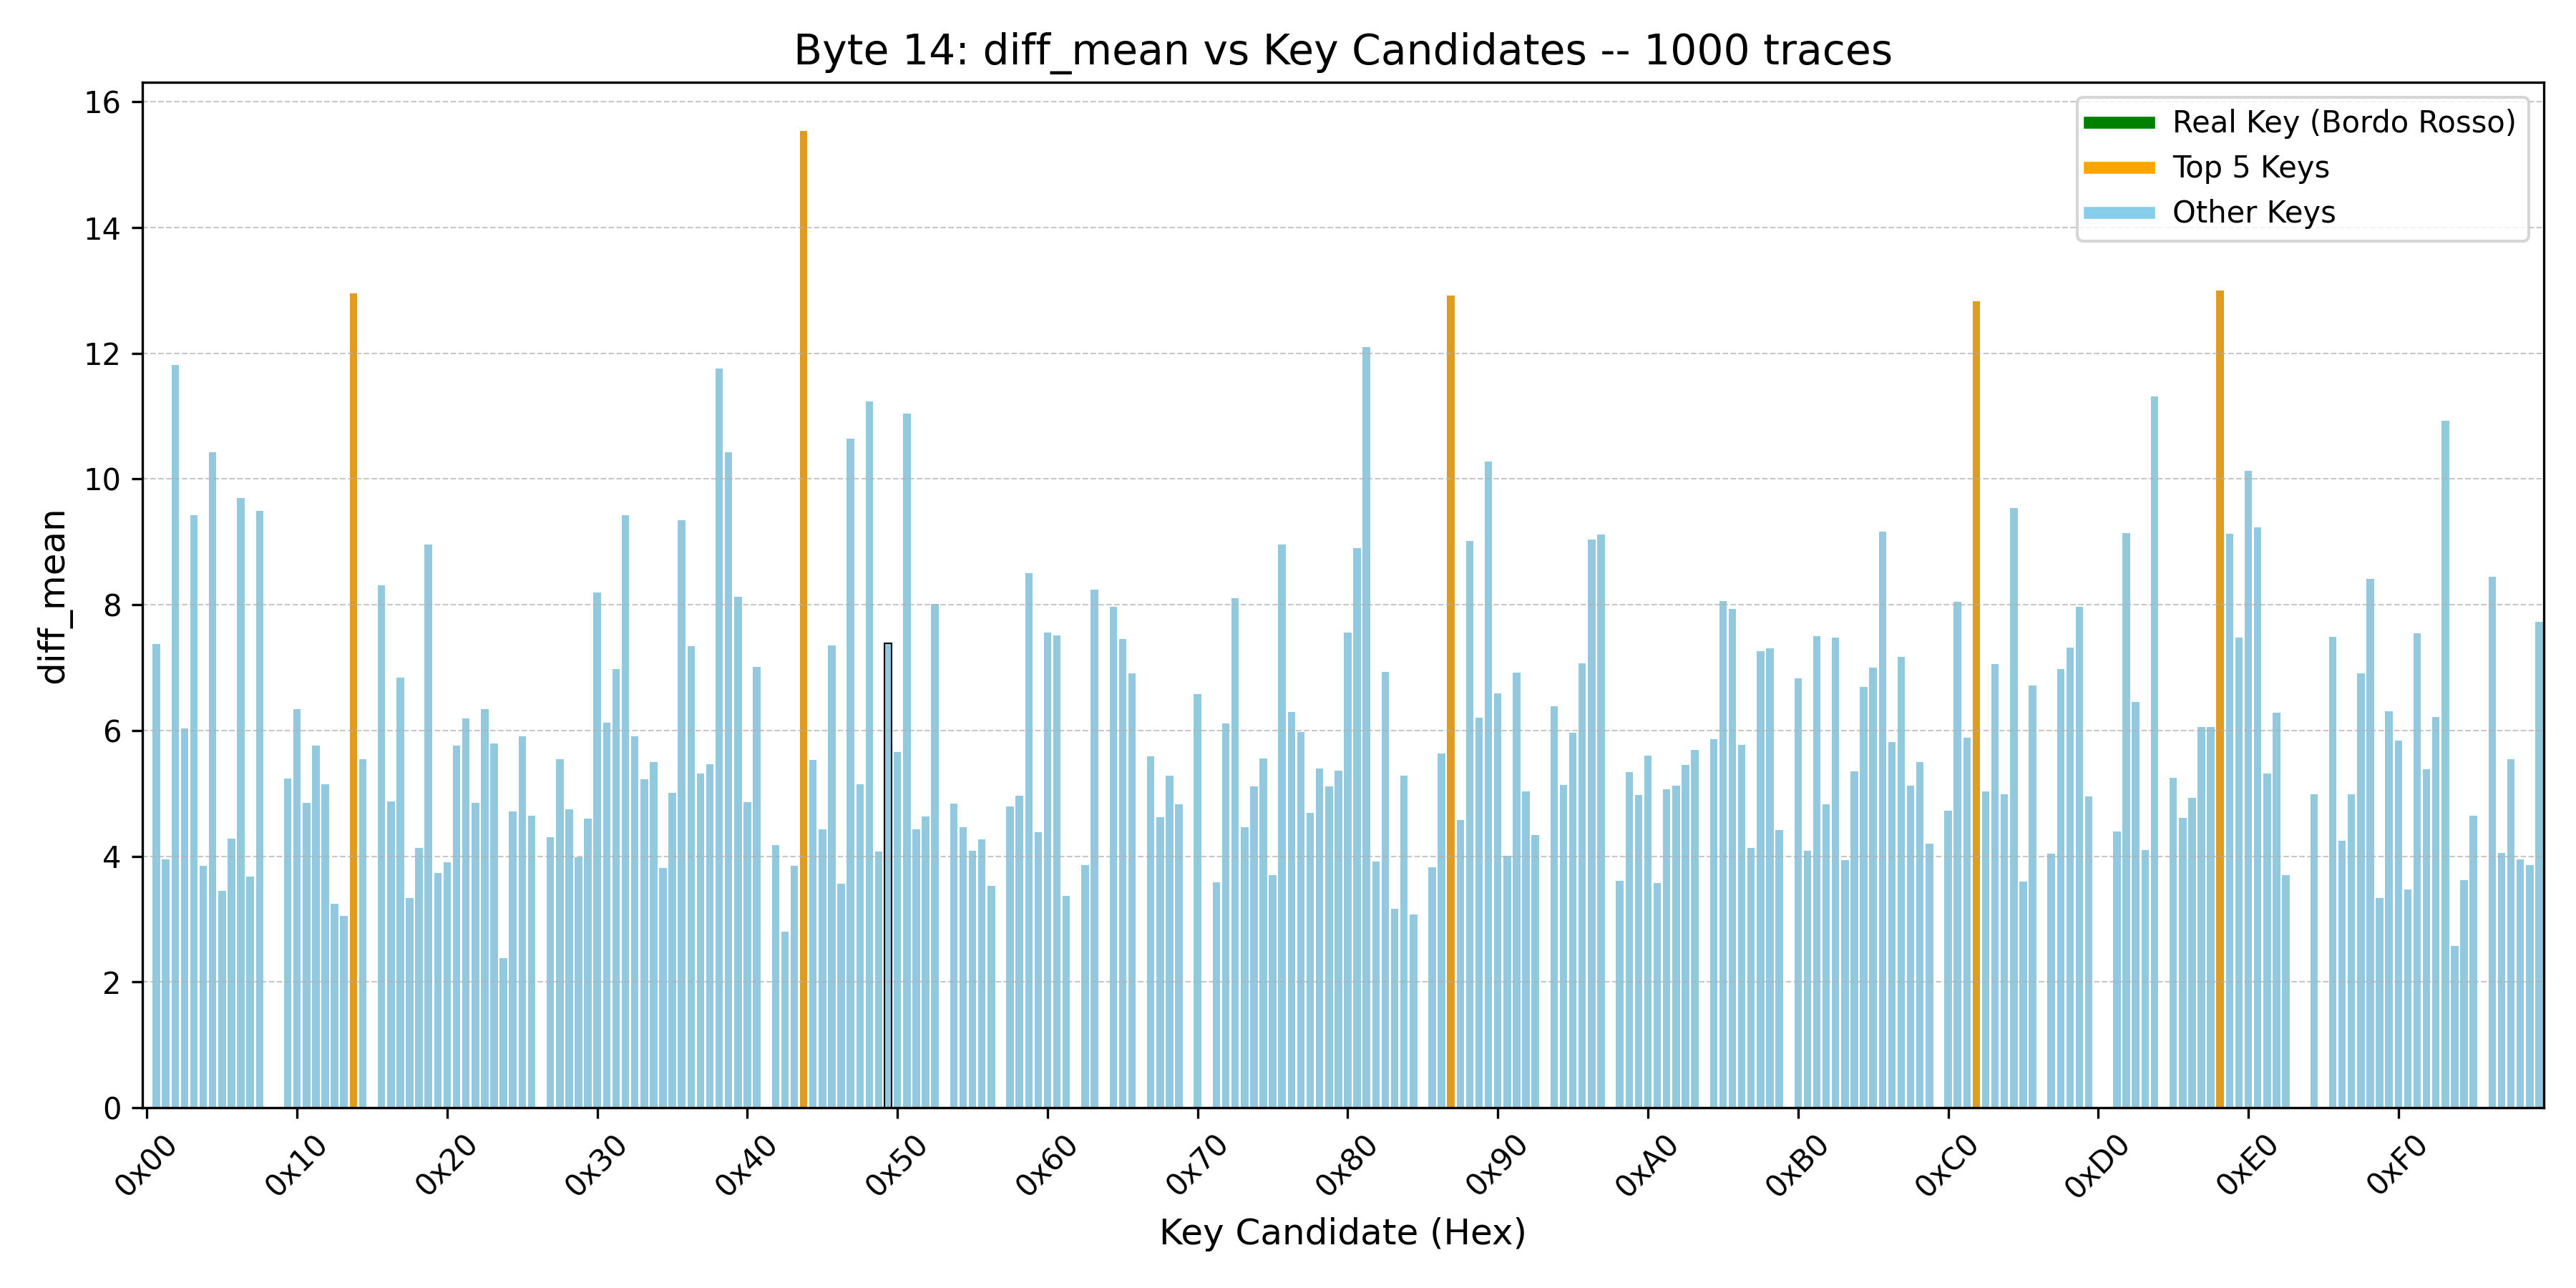 Byte 14: diff_mean vs Key Candidates -- 1000 traces
Real Key (Bordo Rosso)
Top 5 Keys
Other Keys
16
14
12
10
8
6
4
2
0
diff_mean
0x00 0x10 0x20 0x30 0x40 0x50 0x60 0x70 0x80 0x90 0xA0 0xB0 0xC0 0xD0 0xE0 0xF0
Key Candidate (Hex)